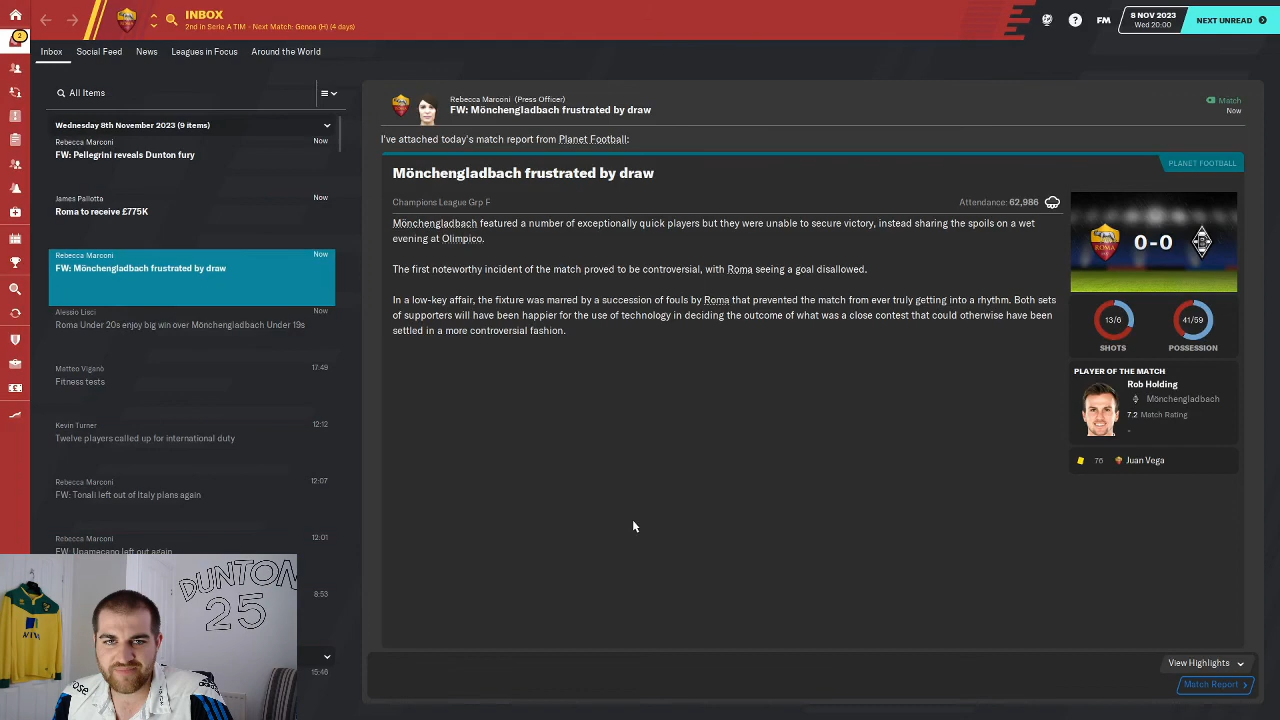 INBOX
2nd in Serie A TIM - Next Match: Genoa (H) (4 days)
FM
8 NOV 2023
Wed 20:00
NEXT UNREAD
2
Inbox
Social Feed
News
Leagues in Focus
Around the World
All Items
Wednesday 8th November 2023 (9 items)
Rebecca Marconi
Now
FW: Pellegrini reveals Dunton fury
James Pallotta
Now
Roma to receive £775K
Rebecca Marconi
Now
FW: Mönchengladbach frustrated by draw
Alessio Lisci
Now
Roma Under 20s enjoy big win over Mönchengladbach Under 19s
Matteo Viganò
17:49
Fitness tests
Kevin Turner
12:12
Twelve players called up for international duty
Rebecca Marconi
12:07
FW: Tonali left out of Italy plans again
Rebecca Marconi
12:01
FW: Upamecano left out again
8:53
15:46
Rebecca Marconi (Press Officer)
FW: Mönchengladbach frustrated by draw
Match
Now
I've attached today's match report from Planet Football:
PLANET FOOTBALL
Mönchengladbach frustrated by draw
Champions League Grp F
Attendance: 62,986
Mönchengladbach featured a number of exceptionally quick players but they were unable to secure victory, instead sharing the spoils on a wet
evening at Olimpico.
The first noteworthy incident of the match proved to be controversial, with Roma seeing a goal disallowed.
In a low-key affair, the fixture was marred by a succession of fouls by Roma that prevented the match from ever truly getting into a rhythm. Both sets
of supporters will have been happier for the use of technology in deciding the outcome of what was a close contest that could otherwise have been
settled in a more controversial fashion.
ROMA
0-0
13/6
SHOTS
41/59
POSSESSION
PLAYER OF THE MATCH
Rob Holding
Mönchengladbach
7.2 Match Rating
-
76
Juan Vega
View Highlights
Match Report
DUNTON
25